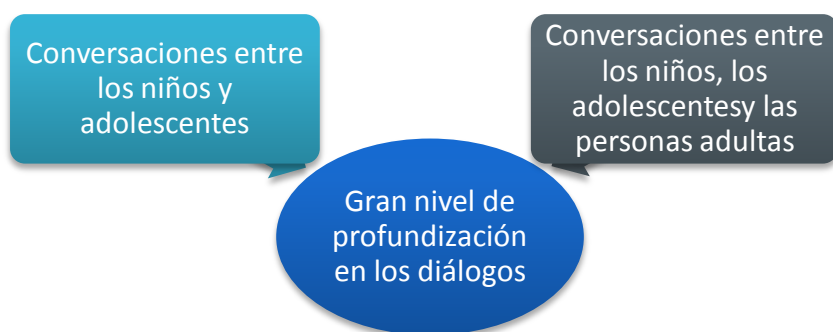 Conversaciones entre
los niños y
adolescentes
Conversaciones entre
los niños, los
adolescentesy las
personas adultas
Gran nivel de
profundización
en los diálogos